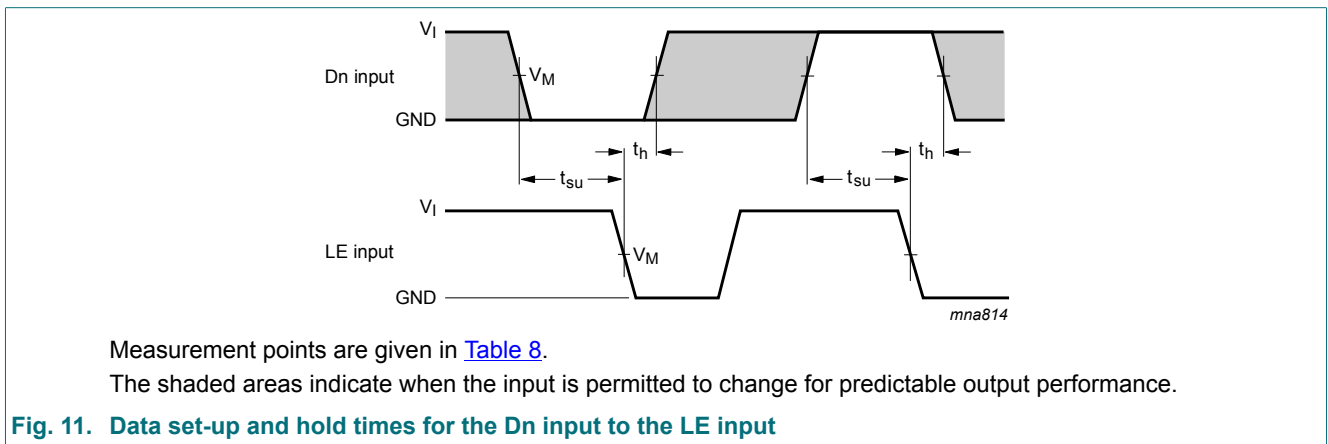 VI
Dn input
VM
GND
th
th
tsu
tsu
VI
LE input
VM
GND
mna814
Measurement points are given in Table 8.
The shaded areas indicate when the input is permitted to change for predictable output performance.
Fig. 11. Data set-up and hold times for the Dn input to the LE input